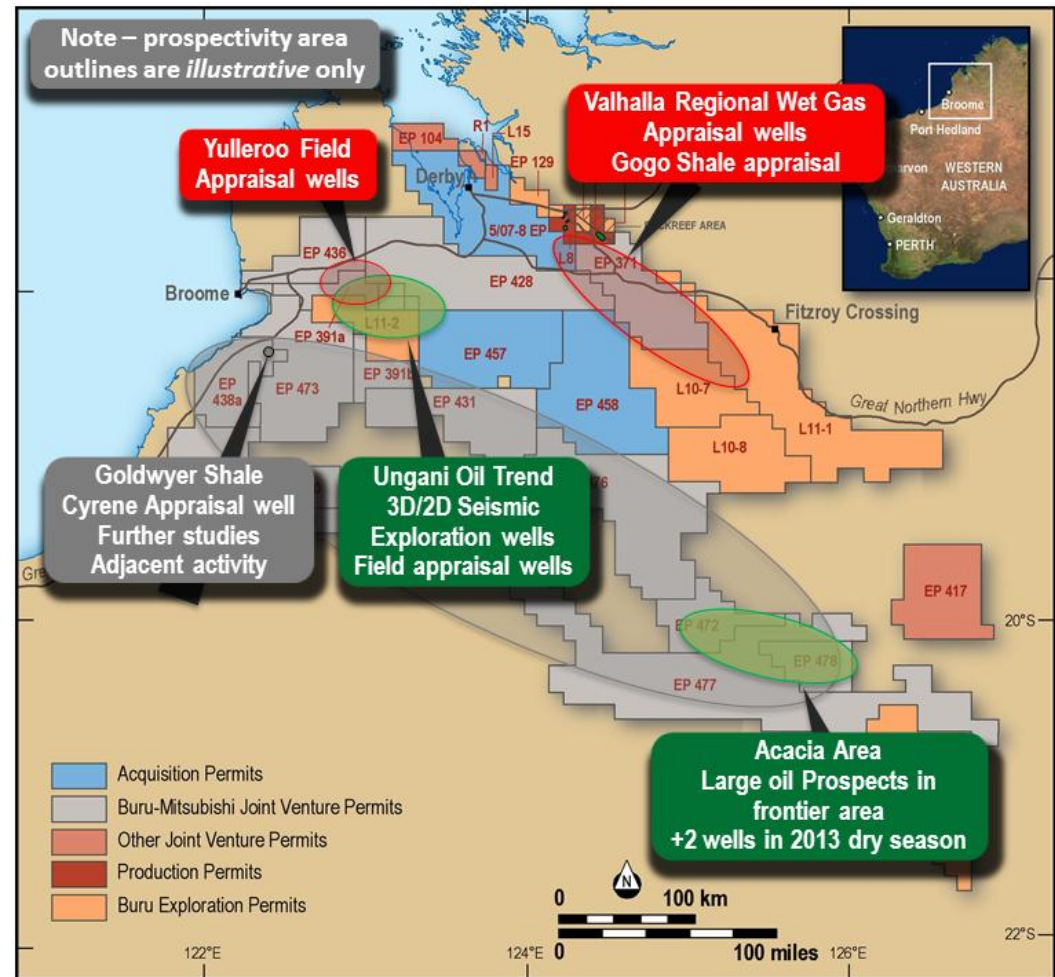 Note – prospectivity area
outlines are illustrative only
Valhalla Regional Wet Gas
Appraisal wells
Gogo Shale appraisal
Yulleroo Field
Appraisal wells
Broome
Port Hedland
WESTERN
AUSTRALIA
Geraldton
PERTH
R1
L15
EP 104
EP 129
Derby
5/07-8 EP
L8
EP 371
EP 436
EP 428
Broome
Fitzroy Crossing
L11-2
EP 391a
EP 457
EP
438a
EP 473
EP 391b
EP 431
EP 458
L10-7
L10-8
L11-1
Great Northern Hwy
Goldwyer Shale
Cyrene Appraisal well
Further studies
Adjacent activity
Ungani Oil Trend
3D/2D Seismic
Exploration wells
Field appraisal wells
EP 417
EP 472
EP 478
EP 477
20°S
Acacia Area
Large oil Prospects in
frontier area
+2 wells in 2013 dry season
Acquisition Permits
Buru-Mitsubishi Joint Venture Permits
Other Joint Venture Permits
Production Permits
Buru Exploration Permits
N
0 100 km
0 100 miles
122°E
124°E
126°E
22°S